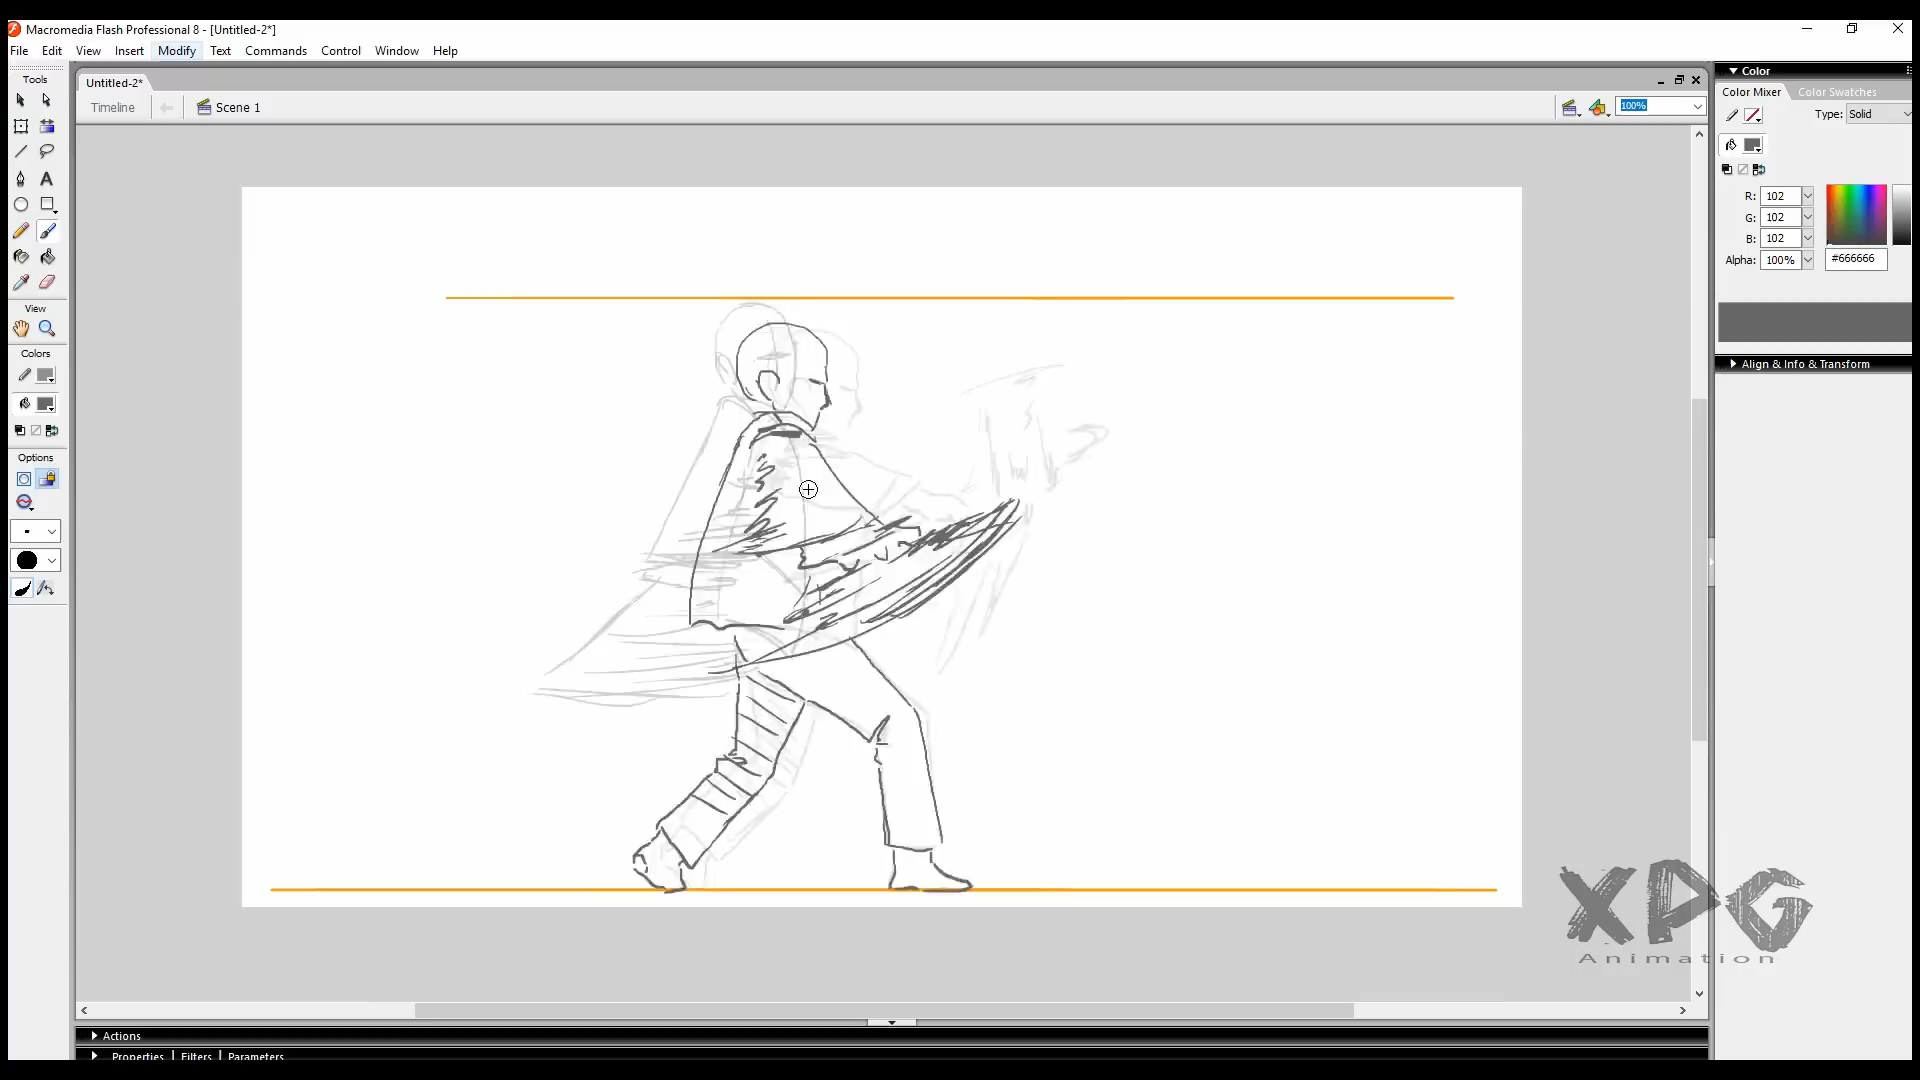 Macromedia Flash Professional 8 - [Untitled-2*]
File Edit View Insert Modify Text Commands Control Window Help
Tools
Untitled-2*
Timeline Scene 1 100%
View
Colors
Options
Color
Color Mixer Color Swatches
Type: Solid
R: 102
G: 102
B: 102
Alpha: 100% #666666
Align & Info & Transform
XPG
Animation
Actions
Properties | Filters | Parameters